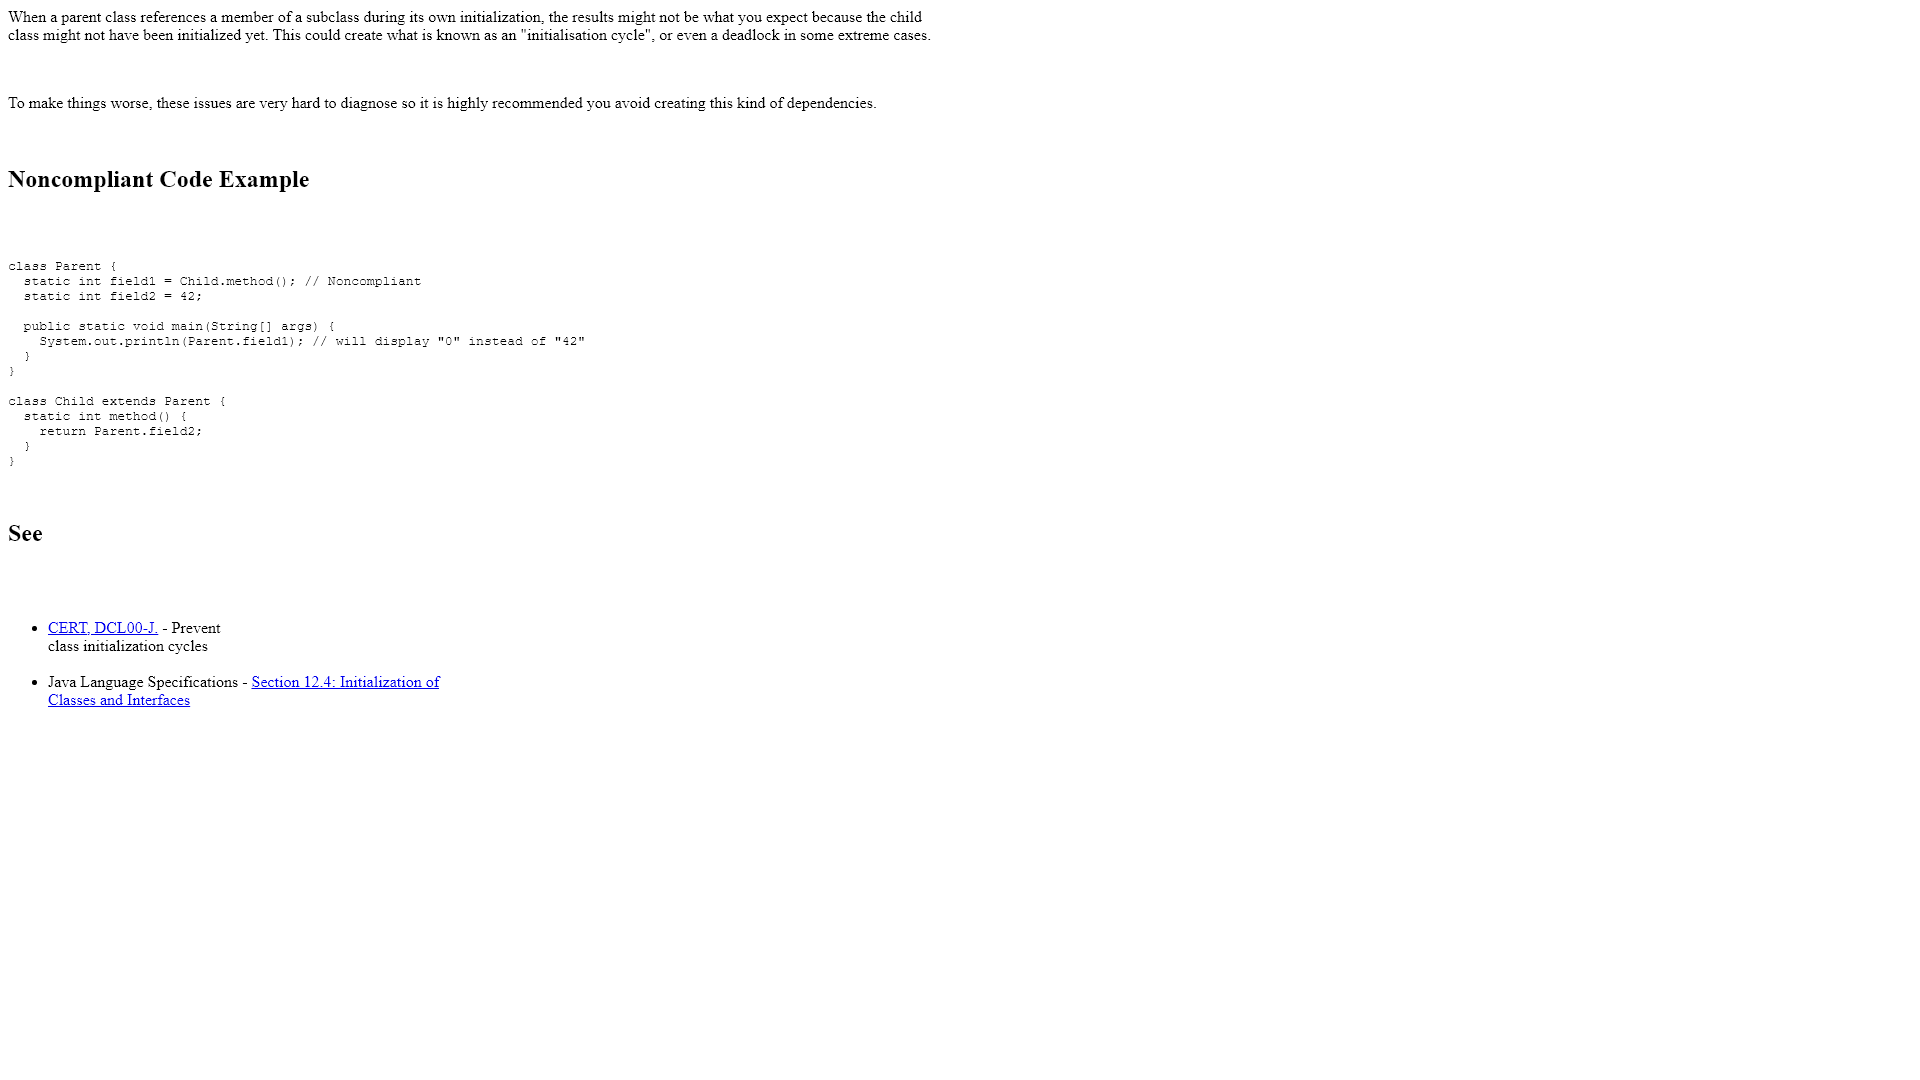 When a parent class references a member of a subclass during its own initialization, the results might not be what you expect because the child
class might not have been initialized yet. This could create what is known as an "initialisation cycle", or even a deadlock in some extreme cases.
To make things worse, these issues are very hard to diagnose so it is highly recommended you avoid creating this kind of dependencies.
Noncompliant Code Example
class Parent {
  static int field1 = Child.method(); // Noncompliant
  static int field2 = 42;
  public static void main(String[] args) {
    System.out.println(Parent.field1); // will display "0" instead of "42"
  }
}
class Child extends Parent {
  static int method() {
    return Parent.field2;
  }
}
See
• CERT, DCL00-J. - Prevent
class initialization cycles
• Java Language Specifications - Section 12.4: Initialization of
Classes and Interfaces